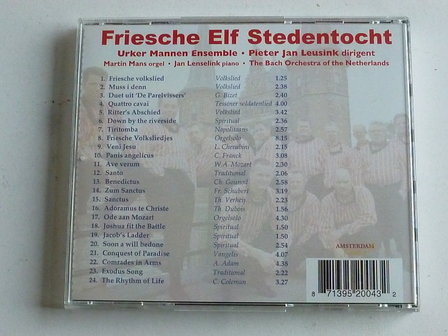 Friesche Elf Stedentocht
Urker Mannen Ensemble • Pieter Jan Leusink dirigent
Martin Mans orgel • Jan Lenselink piano • The Bach Orchestra of the Netherlands
1. Friesche volkslied Volkslied 1.25
2. Muss i denn Volkslied 2.38
3. Duet uit 'De Parelvissers' G. Bizet 2.40
4. Quattro cavai Tessener soldatenlied 4.00
5. Ritter's Abschied Volkslied 3.42
6. Down by the riverside Spiritual 2.36
7. Tiritomba Napolitaans 2.57
8. Friesche Volksliedjes Orgelsolo 8.15
9. Veni Jesu L. Cherubini 2.15
10. Panis angelicus C. Franck 3.08
11. Ave verum W.A. Mozart 2.30
12. Santo Traditional 2.06
13. Benedictus Ch. Gounod 2.58
14. Zum Sanctus Fr. Schubert 3.19
15. Sanctus Th. Verheij 2.23
16. Adoramus te Christe Th. Dubois 1.56
17. Ode aan Mozart Orgelsolo 4.30
18. Joshua fit the Battle Spiritual 1.50
19. Jacob's Ladder Spiritual 1.50
20. Soon a will bedone Spiritual 2.54
21. Conquest of Paradise Vangelis 4.07
22. Comrades in Arms A. Adam 4.38
23. Exodus Song Traditional 2.22
24. The Rhythm of Life C. Coleman 3.27
AMSTERDAM
8 71395 20043 2